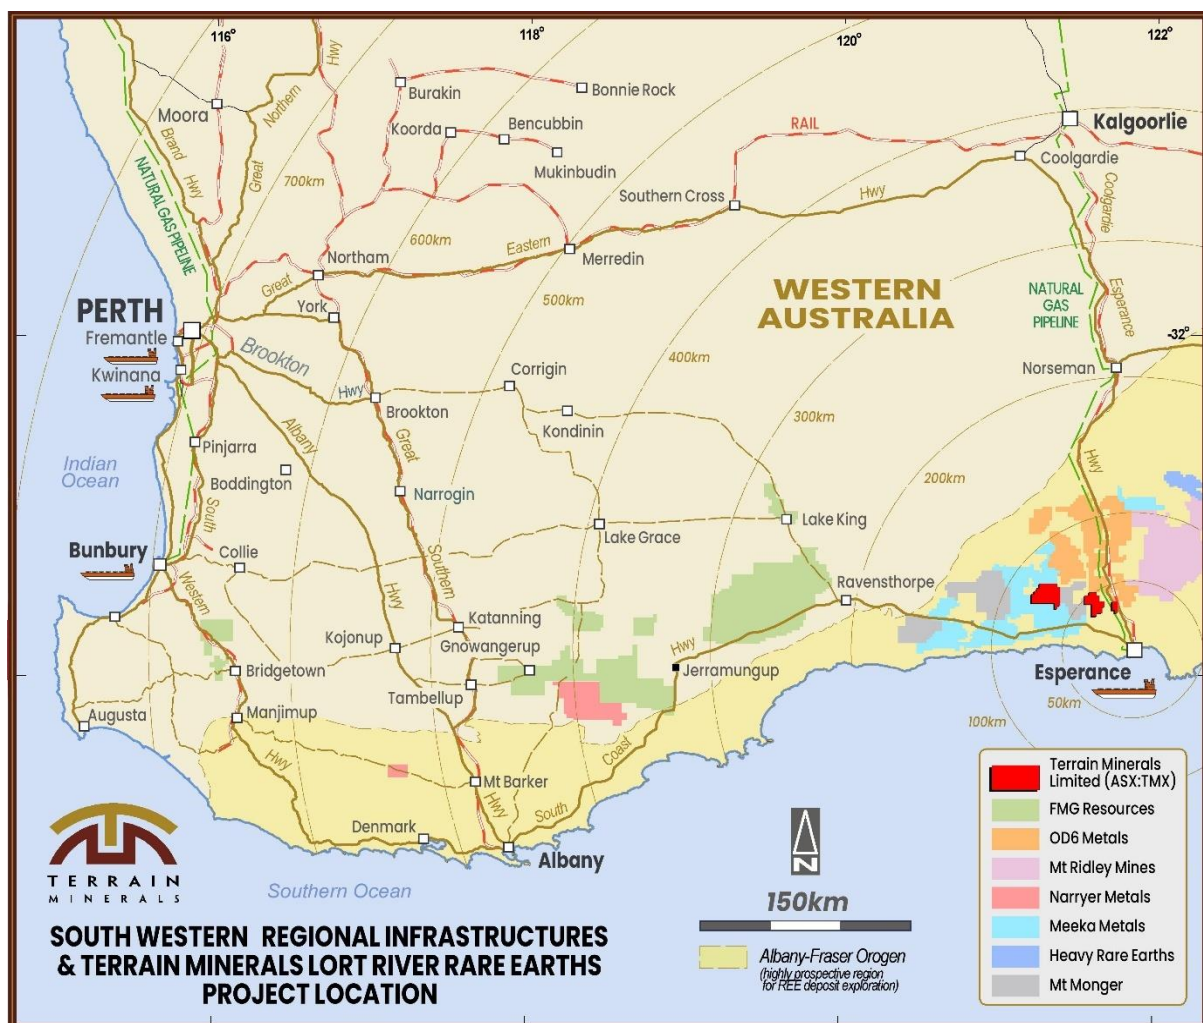 116°
118°
120°
122°
Moora
Northern
Great
Hwy
Burakin
Bonnie Rock
Koorda
Bencubbin
Mukinbudin
RAIL
Kalgoorlie
Coolgardie
Brand
Hwy
NATURAL GAS PIPELINE
700km
600km
500km
400km
300km
200km
100km
50km
Southern Cross
Hwy
Coolgardie
Esperance
Hwy
Northam
Great
Eastern
Merredin
WESTERN
AUSTRALIA
NATURAL
GAS
PIPELINE
PERTH
Fremantle
Kwinana
York
Brookton
Hwy
-32°
Norseman
Corrigin
Brookton
Kondinin
Albany
Great
Pinjarra
Indian
Ocean
Boddington
Narrogin
South
Lake King
Lake Grace
Bunbury
Collie
Western
Hwy
Southern
Ravensthorpe
Katanning
Kojonup
Gnowangerup
Hwy
Jerramungup
Esperance
Bridgetown
Tambellup
Augusta
Manjimup
Hwy
Coast
Mt Barker
South
Hwy
Denmark
Albany
Southern Ocean
N
150km
Albany-Fraser Orogen
(highly prospective region
for REE deposit exploration)
Terrain Minerals
Limited (ASX:TMX)
FMG Resources
OD6 Metals
Mt Ridley Mines
Narryer Metals
Meeka Metals
Heavy Rare Earths
Mt Monger
TERRAIN
MINERALS
SOUTH WESTERN REGIONAL INFRASTRUCTURES
& TERRAIN MINERALS LORT RIVER RARE EARTHS
PROJECT LOCATION